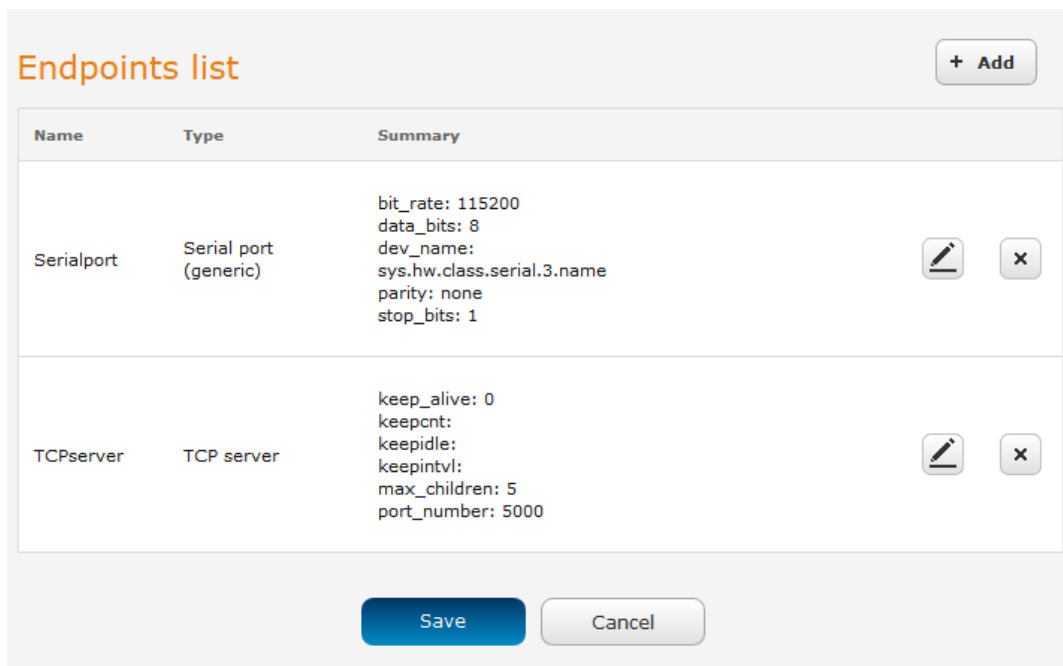 Endpoints list
+ Add
Name Type Summary
Serialport
Serial port
(generic)
bit_rate: 115200
data_bits: 8
dev_name:
sys.hw.class.serial.3.name
parity: none
stop_bits: 1
TCPserver
TCP server
keep_alive: 0
keepcnt:
keepidle:
keepintvl:
max_children: 5
port_number: 5000
Save Cancel